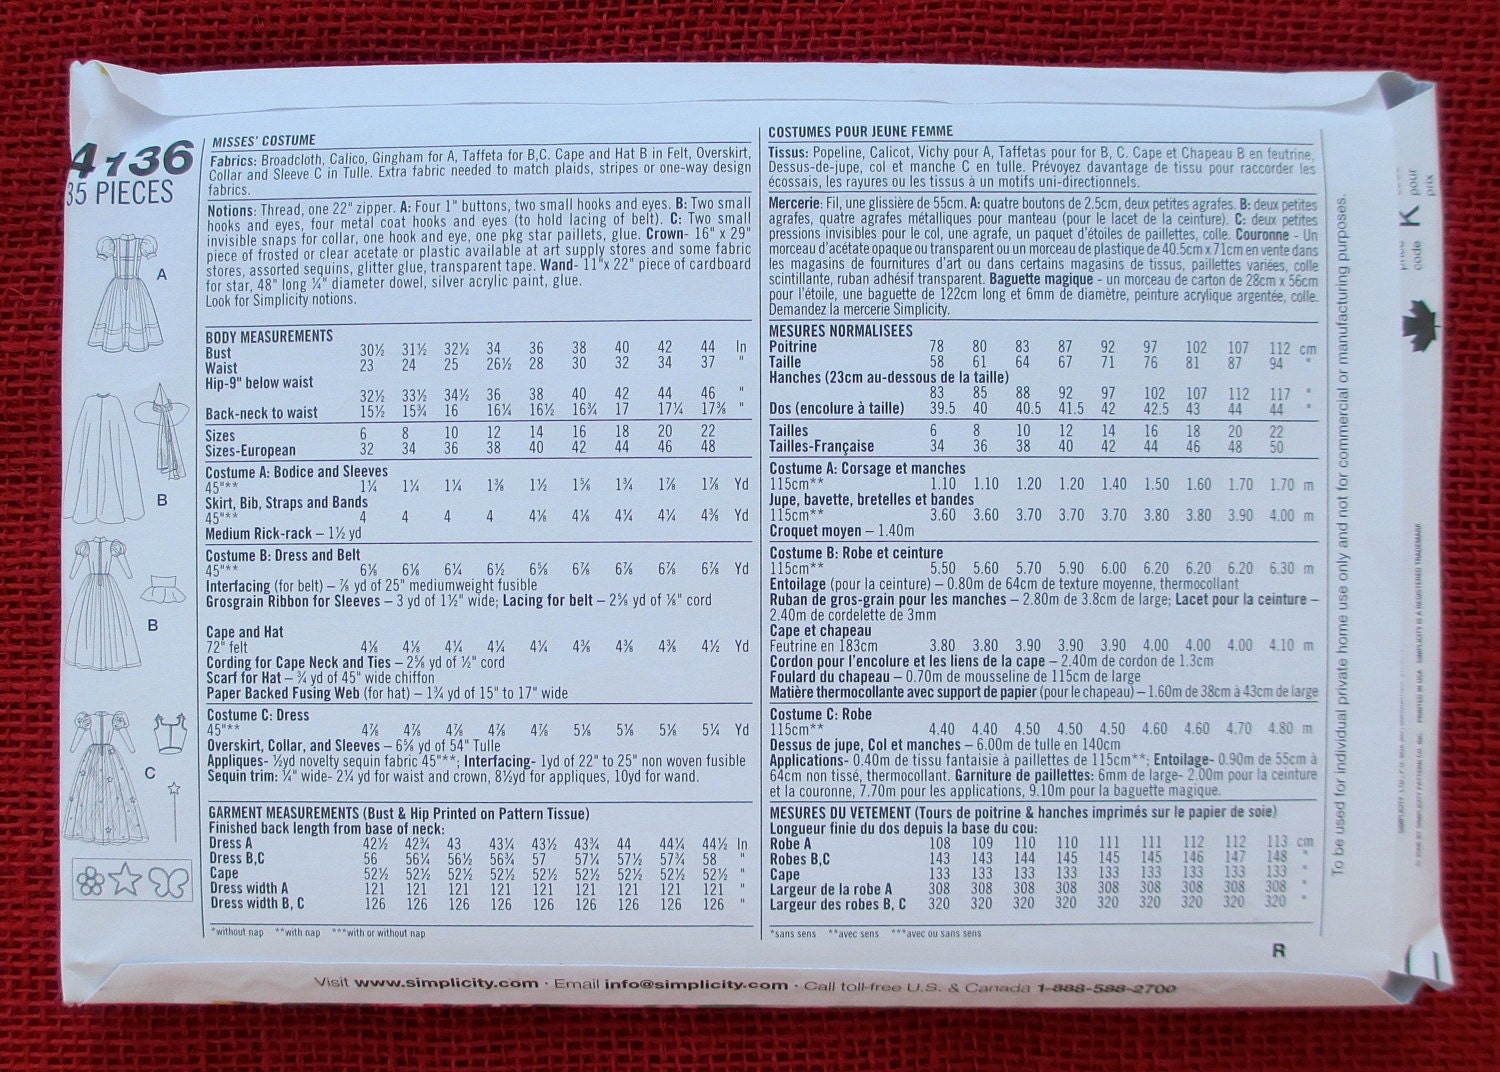 4136
35 PIECES
A
B
B
C
MISSES' COSTUME
Fabrics: Broadcloth, Calico, Gingham for A, Taffeta for B,C. Cape and Hat B in Felt, Overskirt,
Collar and Sleeve C in Tulle. Extra fabric needed to match plaids, stripes or one-way design
fabrics.
Notions: Thread, one 22" zipper. A: Four 1" buttons, two small hooks and eyes. B: Two small
hooks and eyes, four metal coat hooks and eyes (to hold lacing of belt). C: Two small
invisible snaps for collar, one hook and eye, one pkg star paillets, glue. Crown- 16" x 29"
piece of frosted or clear acetate or plastic available at art supply stores and some fabric
stores, assorted sequins, glitter glue, transparent tape. Wand- 11"x 22" piece of cardboard
for star, 48" long ¼" diameter dowel, silver acrylic paint, glue.
Look for Simplicity notions.
BODY MEASUREMENTS
Bust 30½ 31½ 32½ 34 36 38 40 42 44 In
Waist 23 24 25 26½ 28 30 32 34 37 "
Hip-9" below waist
32½ 33½ 34½ 36 38 40 42 44 46 "
Back-neck to waist 15½ 15¾ 16 16¼ 16½ 16¾ 17 17¼ 17⅜ "
Sizes 6 8 10 12 14 16 18 20 22
Sizes-European 32 34 36 38 40 42 44 46 48
Costume A: Bodice and Sleeves
45"** 1¼ 1¼ 1¼ 1⅜ 1½ 1⅝ 1¾ 1⅞ 1⅞ Yd
Skirt, Bib, Straps and Bands
45"** 4 4 4 4 4⅛ 4⅛ 4¼ 4¼ 4⅜ Yd
Medium Rick-rack – 1½ yd
Costume B: Dress and Belt
45"** 6⅛ 6⅛ 6¼ 6½ 6⅝ 6⅞ 6⅞ 6⅞ 6⅞ Yd
Interfacing (for belt) – ⅞ yd of 25" mediumweight fusible
Grosgrain Ribbon for Sleeves – 3 yd of 1½" wide; Lacing for belt – 2⅝ yd of ⅛" cord
Cape and Hat
72" felt 4⅛ 4⅛ 4¼ 4¼ 4¼ 4⅜ 4⅜ 4⅜ 4½ Yd
Cording for Cape Neck and Ties – 2⅝ yd of ½" cord
Scarf for Hat – ¾ yd of 45" wide chiffon
Paper Backed Fusing Web (for hat) – 1¾ yd of 15" to 17" wide
Costume C: Dress
45"** 4⅞ 4⅞ 4⅞ 4⅞ 4⅞ 5⅛ 5⅛ 5⅛ 5¼ Yd
Overskirt, Collar, and Sleeves – 6⅝ yd of 54" Tulle
Appliques- ½yd novelty sequin fabric 45"**; Interfacing- 1yd of 22" to 25" non woven fusible
Sequin trim: ¼" wide- 2¼ yd for waist and crown, 8½yd for appliques, 10yd for wand.
GARMENT MEASUREMENTS (Bust & Hip Printed on Pattern Tissue)
Finished back length from base of neck:
Dress A 42½ 42¾ 43 43¼ 43½ 43¾ 44 44¼ 44½ In
Dress B,C 56 56¼ 56½ 56¾ 57 57¼ 57½ 57¾ 58 "
Cape 52½ 52½ 52½ 52½ 52½ 52½ 52½ 52½ 52½ "
Dress width A 121 121 121 121 121 121 121 121 121 "
Dress width B, C 126 126 126 126 126 126 126 126 126 "
*without nap **with nap ***with or without nap
COSTUMES POUR JEUNE FEMME
Tissus: Popeline, Calicot, Vichy pour A, Taffetas pour for B, C. Cape et Chapeau B en feutrine,
Dessus-de-jupe, col et manche C en tulle. Prévoyez davantage de tissu pour raccorder les
écossais, les rayures ou les tissus à un motifs uni-directionnels.
Mercerie: Fil, une glissière de 55cm. A: quatre boutons de 2.5cm, deux petites agrafes. B: deux petites
agrafes, quatre agrafes métalliques pour manteau (pour le lacet de la ceinture). C: deux petites
pressions invisibles pour le col, une agrafe, un paquet d'étoiles de paillettes, colle. Couronne - Un
morceau d'acétate opaque ou transparent ou un morceau de plastique de 40.5cm x 71cm en vente dans
les magasins de fournitures d'art ou dans certains magasins de tissus, paillettes variées, colle
scintillante, ruban adhésif transparent. Baguette magique - un morceau de carton de 28cm x 56cm
pour l'étoile, une baguette de 122cm long et 6mm de diamètre, peinture acrylique argentée, colle.
Demandez la mercerie Simplicity.
MESURES NORMALISEES
Poitrine 78 80 83 87 92 97 102 107 112 cm
Taille 58 61 64 67 71 76 81 87 94 "
Hanches (23cm au-dessous de la taille)
83 85 88 92 97 102 107 112 117 "
Dos (encolure à taille) 39.5 40 40.5 41.5 42 42.5 43 44 44 "
Tailles 6 8 10 12 14 16 18 20 22
Tailles-Française 34 36 38 40 42 44 46 48 50
Costume A: Corsage et manches
115cm** 1.10 1.10 1.20 1.20 1.40 1.50 1.60 1.70 1.70 m
Jupe, bavette, bretelles et bandes
115cm** 3.60 3.60 3.70 3.70 3.70 3.80 3.80 3.90 4.00 m
Croquet moyen – 1.40m
Costume B: Robe et ceinture
115cm** 5.50 5.60 5.70 5.90 6.00 6.20 6.20 6.20 6.30 m
Entoilage (pour la ceinture) – 0.80m de 64cm de texture moyenne, thermocollant
Ruban de gros-grain pour les manches – 2.80m de 3.8cm de large; Lacet pour la ceinture –
2.40m de cordelette de 3mm
Cape et chapeau
Feutrine en 183cm 3.80 3.80 3.90 3.90 3.90 4.00 4.00 4.00 4.10 m
Cordon pour l'encolure et les liens de la cape – 2.40m de cordon de 1.3cm
Foulard du chapeau – 0.70m de mousseline de 115cm de large
Matière thermocollante avec support de papier (pour le chapeau) – 1.60m de 38cm à 43cm de large
Costume C: Robe
115cm** 4.40 4.40 4.50 4.50 4.50 4.60 4.60 4.70 4.80 m
Dessus de jupe, Col et manches – 6.00m de tulle en 140cm
Applications- 0.40m de tissu fantaisie à paillettes de 115cm**; Entoilage- 0.90m de 55cm à
64cm non tissé, thermocollant. Garniture de paillettes: 6mm de large- 2.00m pour la ceinture
et la couronne, 7.70m pour les applications, 9.10m pour la baguette magique.
MESURES DU VETEMENT (Tours de poitrine & hanches imprimés sur le papier de soie)
Longueur finie du dos depuis la base du cou:
Robe A 108 109 110 110 111 111 112 112 113 cm
Robes B,C 143 143 144 145 145 145 146 147 148 "
Cape 133 133 133 133 133 133 133 133 133 "
Largeur de la robe A 308 308 308 308 308 308 308 308 308 "
Largeur des robes B, C 320 320 320 320 320 320 320 320 320 "
*sans sens **avec sens ***avec ou sans sens
R
To be used for individual private home use only and not for commercial or manufacturing purposes.
code K pour
prix
Visit www.simplicity.com · Email info@simplicity.com · Call toll-free U.S. & Canada 1-888-588-2700